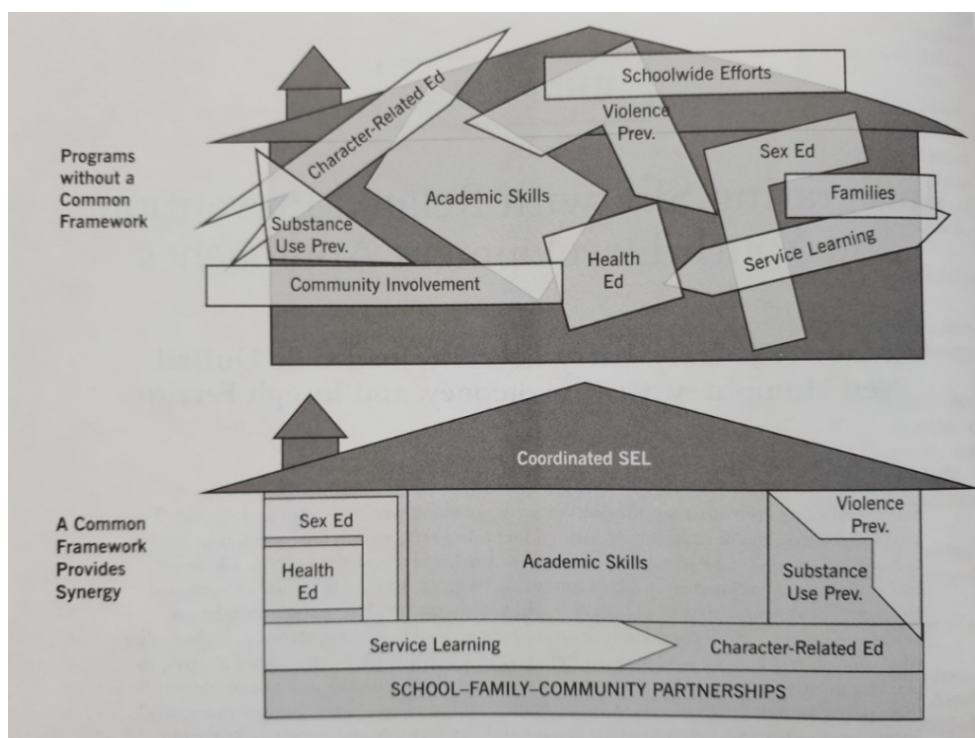 Programs
without a
Common
Framework
Character-Related Ed
Schoolwide Efforts
Violence
Prev.
Sex Ed
Families
Academic Skills
Substance
Use Prev.
Service Learning
Health
Ed
Community Involvement
A Common
Framework
Provides
Synergy
Coordinated SEL
Sex Ed
Health
Ed
Academic Skills
Violence
Prev.
Substance
Use Prev.
Service Learning
Character-Related Ed
SCHOOL–FAMILY–COMMUNITY PARTNERSHIPS